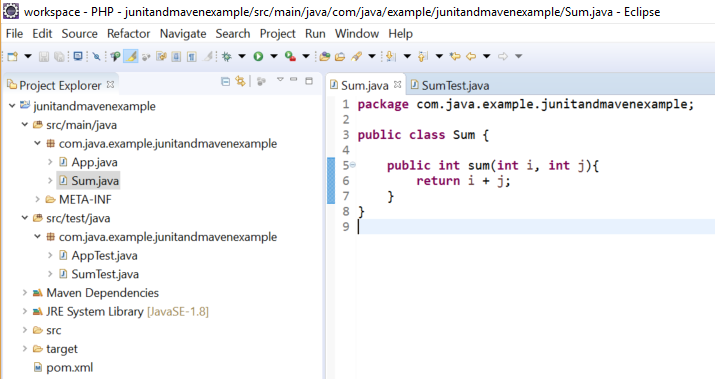 workspace - PHP - junitandmavenexample/src/main/java/com/java/example/junitandmavenexample/Sum.java - Eclipse
File Edit Source Refactor Navigate Search Project Run Window Help
Project Explorer
junitandmavenexample
src/main/java
com.java.example.junitandmavenexample
App.java
Sum.java
META-INF
src/test/java
com.java.example.junitandmavenexample
AppTest.java
SumTest.java
Maven Dependencies
JRE System Library [JavaSE-1.8]
src
target
pom.xml
Sum.java SumTest.java
1 package com.java.example.junitandmavenexample;
2
3 public class Sum {
4
5 public int sum(int i, int j){
6 return i + j;
7 }
8 }
9